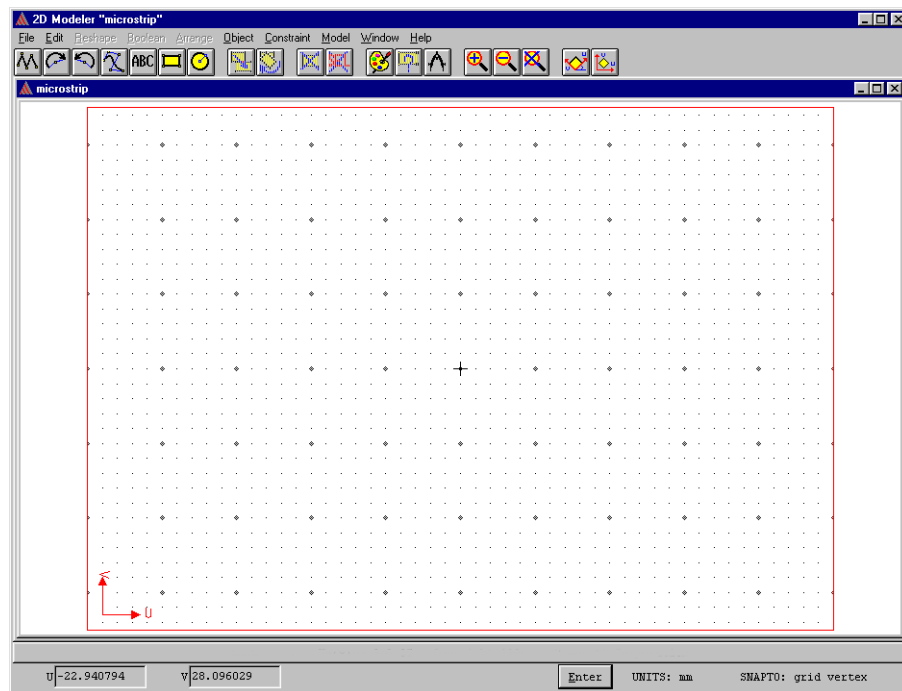 2D Modeler "microstrip"
File Edit Reshape Boolean Arrange Object Constraint Model Window Help
ABC
microstrip
V
U
U -22.940794 V 28.096029 Enter UNITS: mm SNAPTO: grid vertex